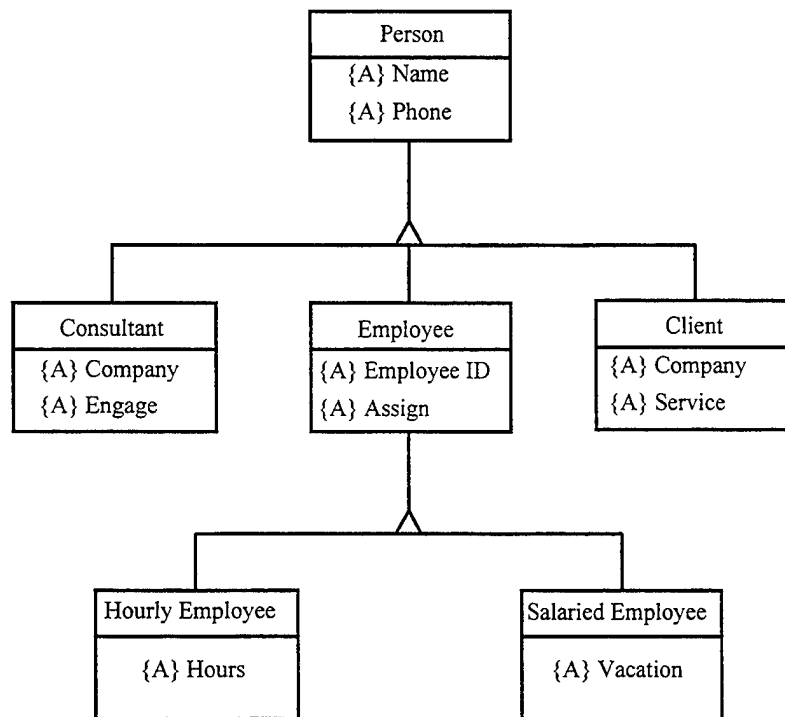 Person
{A} Name
{A} Phone
Consultant
{A} Company
{A} Engage
Employee
{A} Employee ID
{A} Assign
Client
{A} Company
{A} Service
Hourly Employee
{A} Hours
Salaried Employee
{A} Vacation